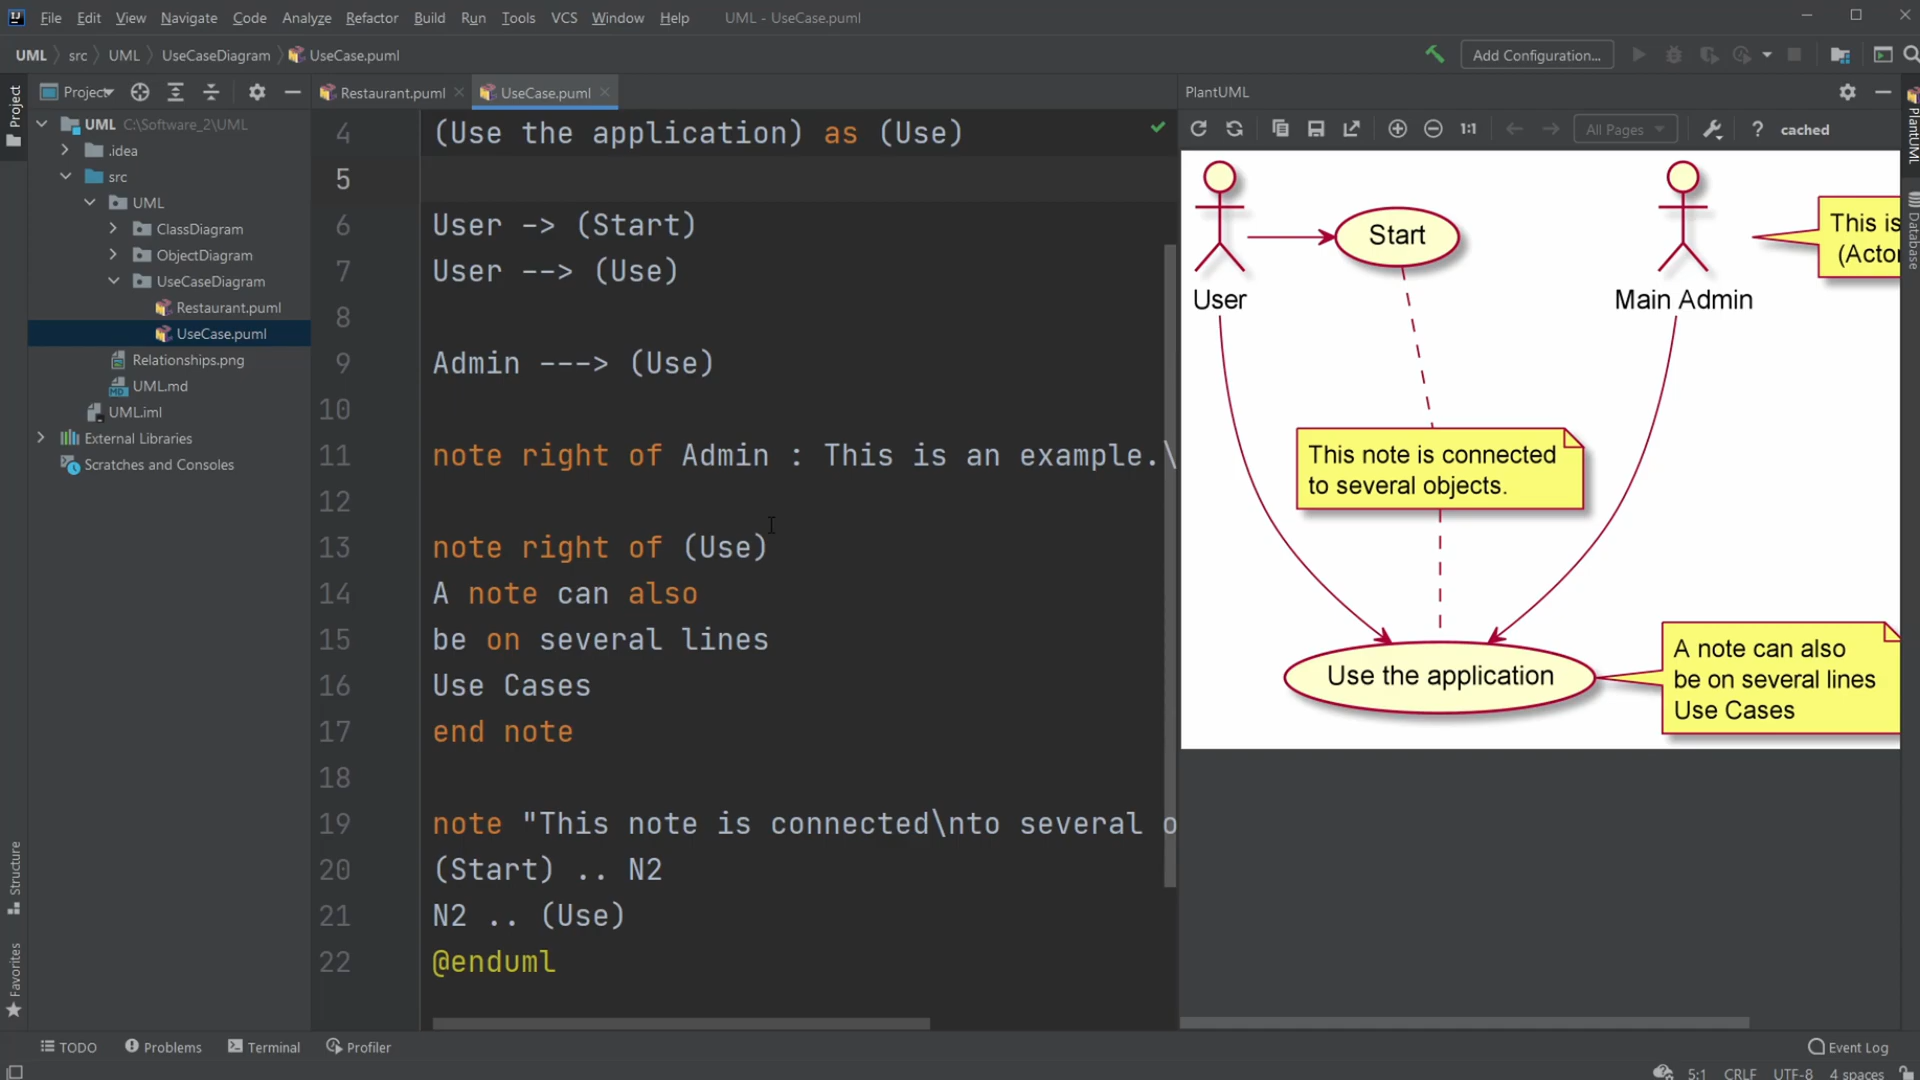 File Edit View Navigate Code Analyze Refactor Build Run Tools VCS Window Help UML - UseCase.puml
UML src UML UseCaseDiagram UseCase.puml Add Configuration...
Project
Project
UML C:\Software_2\UML
.idea
src
UML
ClassDiagram
ObjectDiagram
UseCaseDiagram
Restaurant.puml
UseCase.puml
Relationships.png
UML.md
UML.iml
External Libraries
Scratches and Consoles
Structure
Favorites
Restaurant.puml UseCase.puml
4 (Use the application) as (Use)
5
6 User -> (Start)
7 User --> (Use)
8
9 Admin ---> (Use)
10
11 note right of Admin : This is an example.\
12
13 note right of (Use)
14 A note can also
15 be on several lines
16 Use Cases
17 end note
18
19 note "This note is connected\nto several o
20 (Start) .. N2
21 N2 .. (Use)
22 @enduml
PlantUML
1:1 All Pages ? cached
Start
User
Main Admin
This is
(Actor
This note is connected
to several objects.
Use the application
A note can also
be on several lines
Use Cases
PlantUML
Database
TODO Problems Terminal Profiler Event Log
5:1 CRLF UTF-8 4 spaces